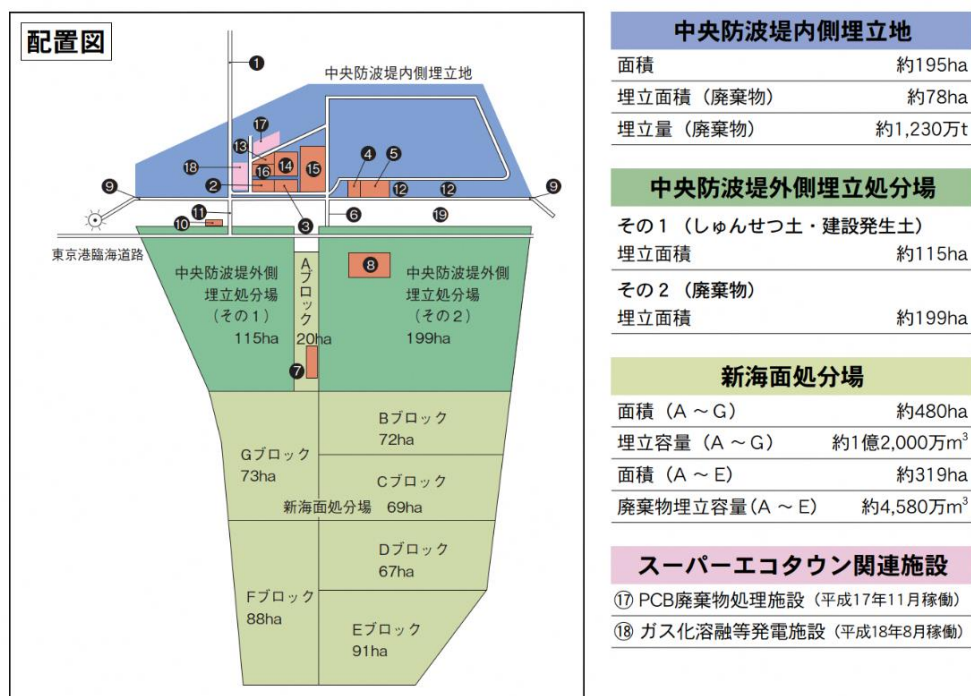 配置図
❶
中央防波堤内側埋立地
⓱
⓭
⓮
⓯
⓰
⓲
❹
❺
❷
⓬
⓬
❾
❾
⓫
❿
❸
❻
⓳
東京港臨海道路
中央防波堤外側
埋立処分場
(その1)
115ha
Aブロック
20ha
❼
❽
中央防波堤外側
埋立処分場
(その2)
199ha
Bブロック
72ha
Gブロック
73ha
Cブロック
69ha
新海面処分場
Dブロック
67ha
Fブロック
88ha
Eブロック
91ha
中央防波堤内側埋立地
面積 約195ha
埋立面積(廃棄物) 約78ha
埋立量(廃棄物) 約1,230万t
中央防波堤外側埋立処分場
その1(しゅんせつ土・建設発生土)
埋立面積 約115ha
その2(廃棄物)
埋立面積 約199ha
新海面処分場
面積(A～G) 約480ha
埋立容量(A～G) 約1億2,000万m³
面積(A～E) 約319ha
廃棄物埋立容量(A～E) 約4,580万m³
スーパーエコタウン関連施設
⑰ PCB廃棄物処理施設(平成17年11月稼働)
⑱ ガス化溶融等発電施設(平成18年8月稼働)